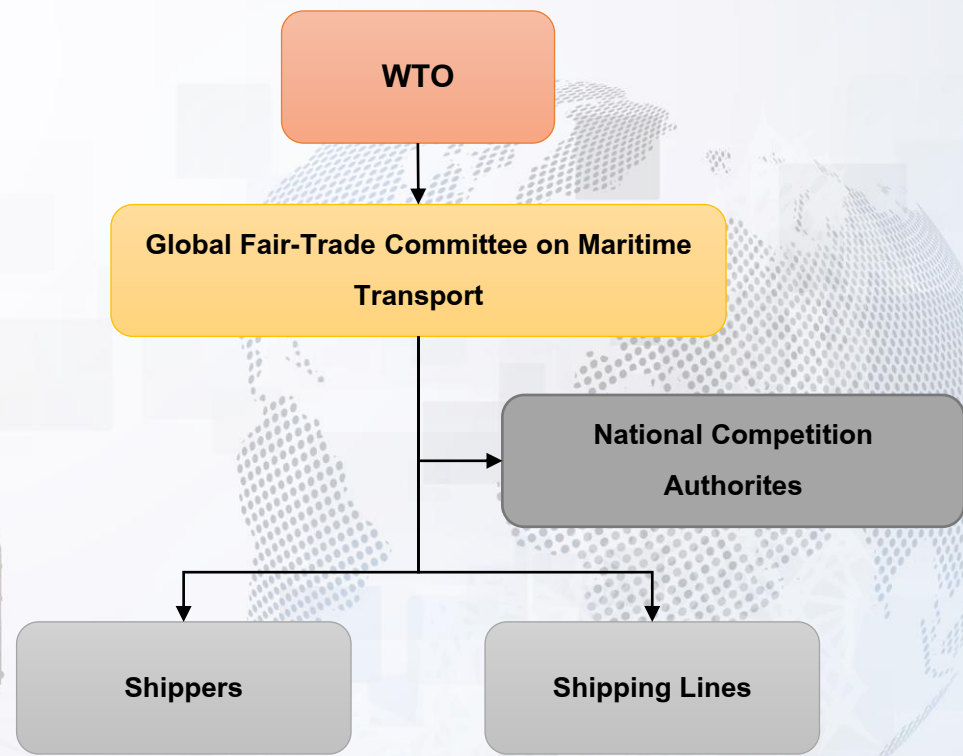 WTO
Global Fair-Trade Committee on Maritime
Transport
National Competition
Authorites
Shippers
Shipping Lines